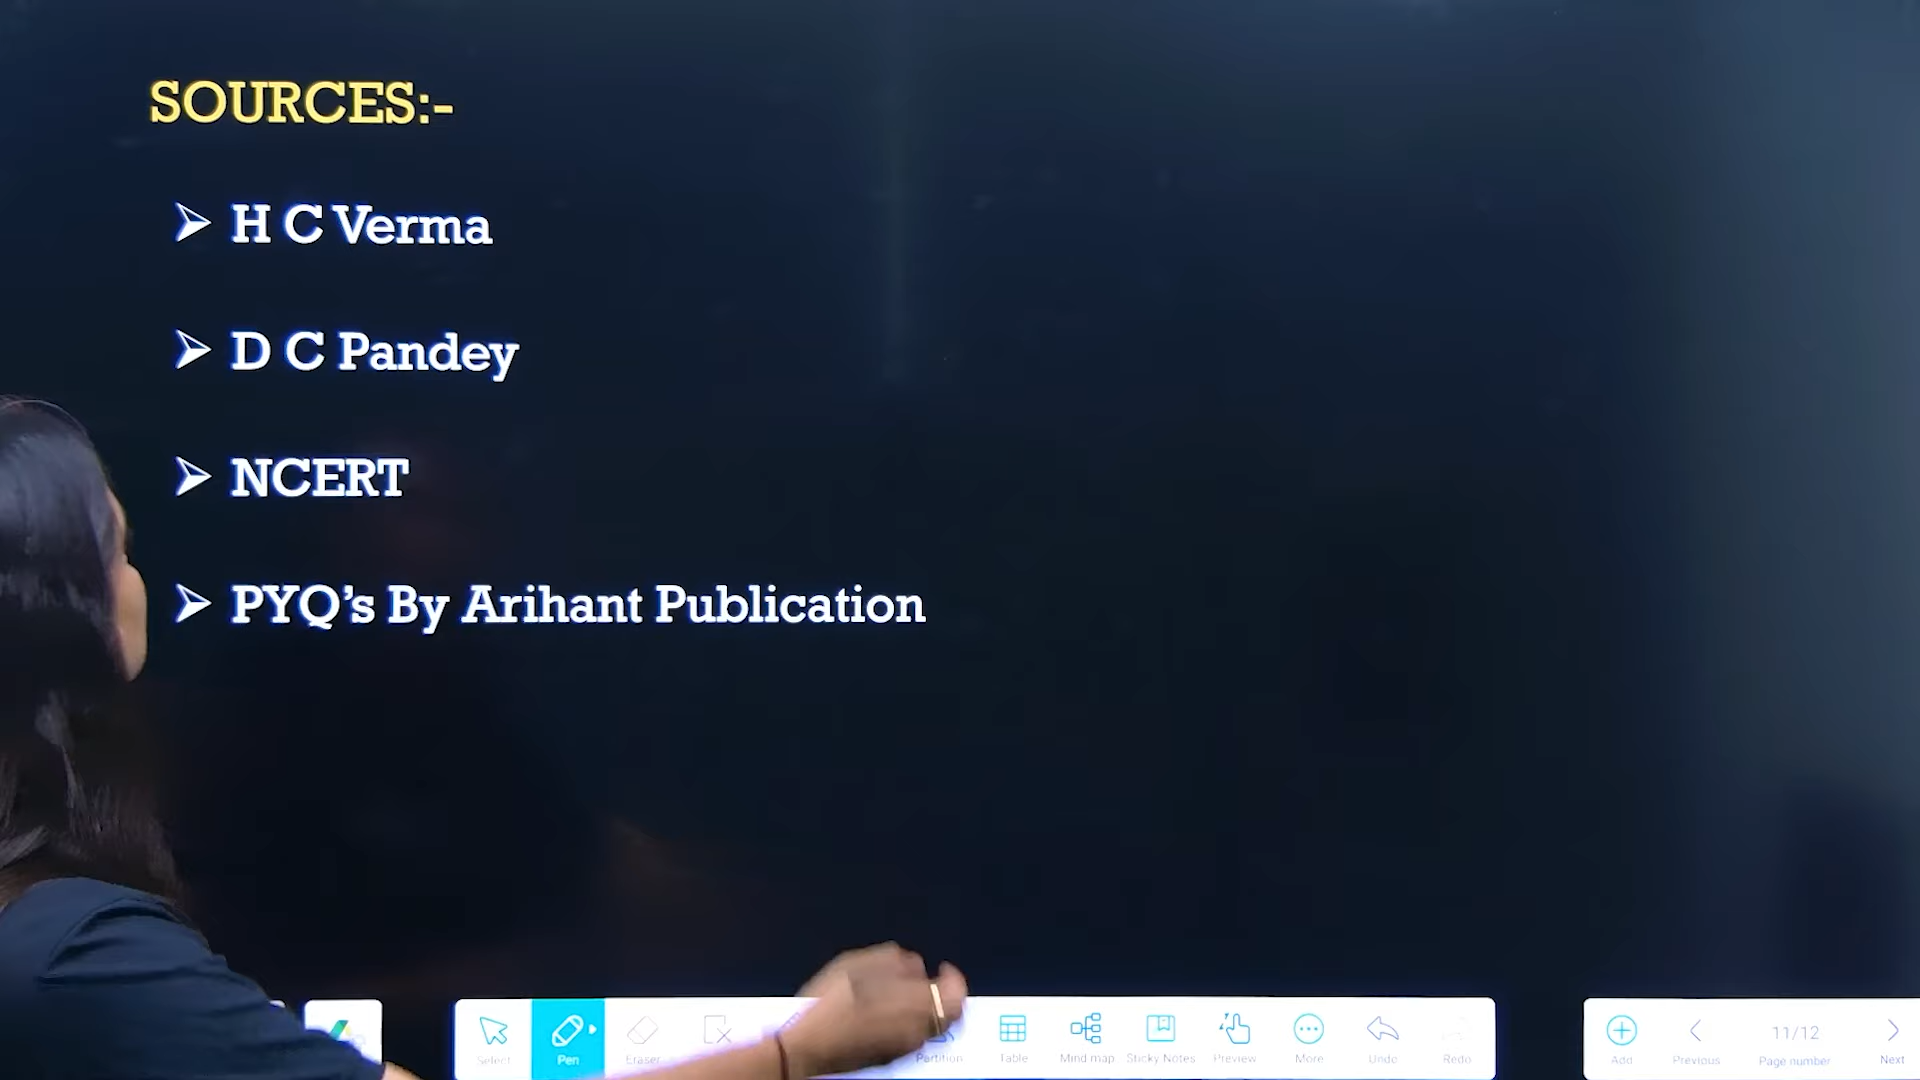 SOURCES:-
➤ H C Verma
➤ D C Pandey
➤ NCERT
➤ PYQ’s By Arihant Publication
Select Pen Eraser Partition Table Mind map Sticky Notes Preview More Undo Redo
11/12
Add Previous Page number Next